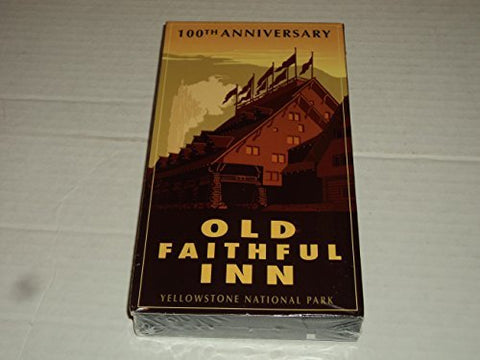 100TH ANNIVERSARY
OLD
FAITHFUL
INN
YELLOWSTONE NATIONAL PARK